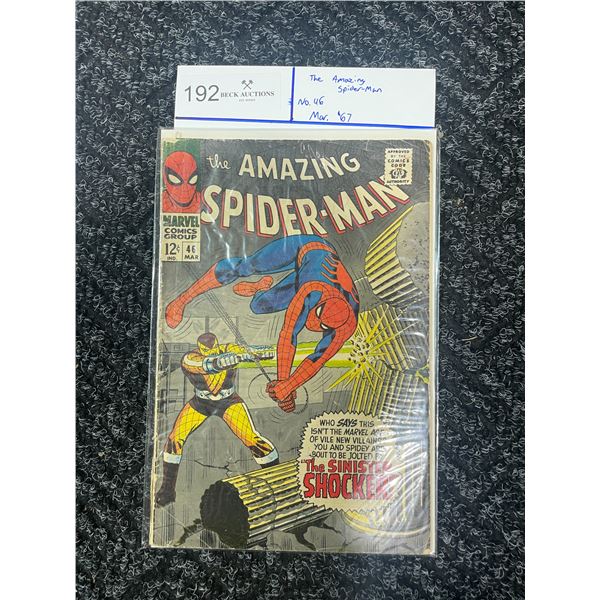 192
BECK AUCTIONS
The Amazing
Spider-Man
No. 46
Mar. '67
the AMAZING
SPIDER-MAN
APPROVED
BY THE
COMICS
CODE
AUTHORITY
MARVEL
COMICS
GROUP
12¢
IND.
46
MAR
WHO SAYS THIS
ISN'T THE MARVEL AGE
OF VILE NEW VILLAINS
YOU AND SPIDEY ARE
ABOUT TO BE JOLTED BY
"THE SINISTER
SHOCKER!"